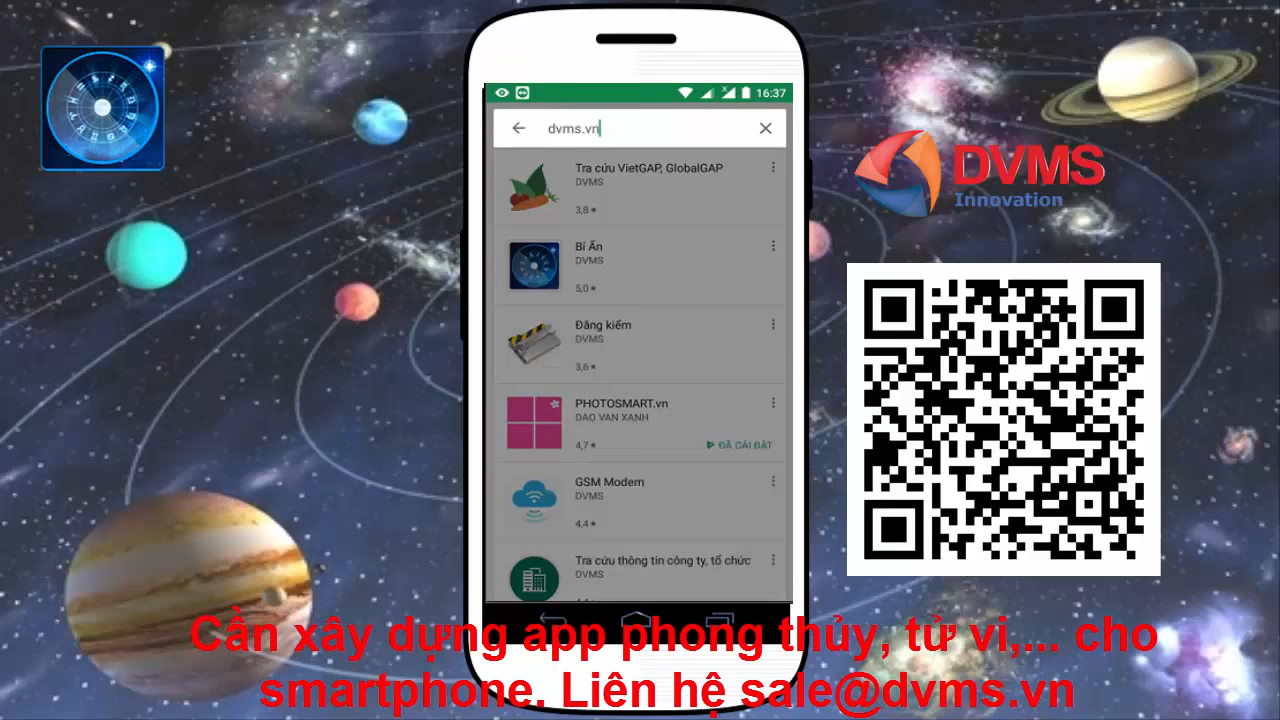 16:37
dvms.vn
Tra cứu VietGAP, GlobalGAP
DVMS
3,8 ★
Bí Ẩn
DVMS
5,0 ★
Đăng kiểm
DVMS
3,6 ★
PHOTOSMART.vn
DAO VAN XANH
4,7 ★
ĐÃ CÀI ĐẶT
GSM Modem
DVMS
4,4 ★
Tra cứu thông tin công ty, tổ chức
DVMS
DVMS
Innovation
Cần xây dựng app phong thủy, tử vi,... cho
smartphone. Liên hệ sale@dvms.vn